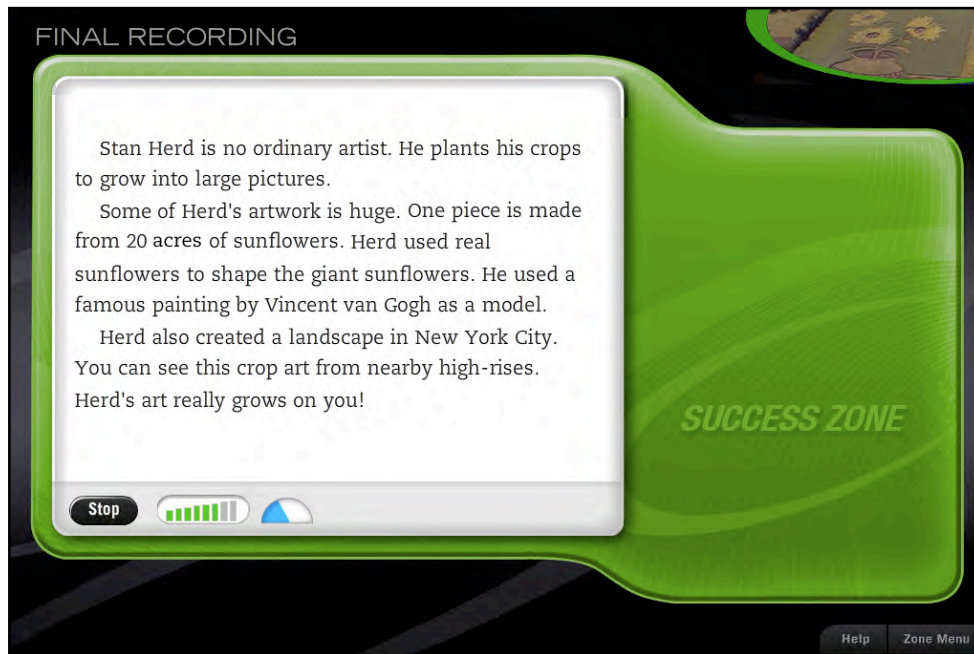 FINAL RECORDING
Stan Herd is no ordinary artist. He plants his crops
to grow into large pictures.
Some of Herd's artwork is huge. One piece is made
from 20 acres of sunflowers. Herd used real
sunflowers to shape the giant sunflowers. He used a
famous painting by Vincent van Gogh as a model.
Herd also created a landscape in New York City.
You can see this crop art from nearby high-rises.
Herd's art really grows on you!
SUCCESS ZONE
Stop
Help
Zone Menu